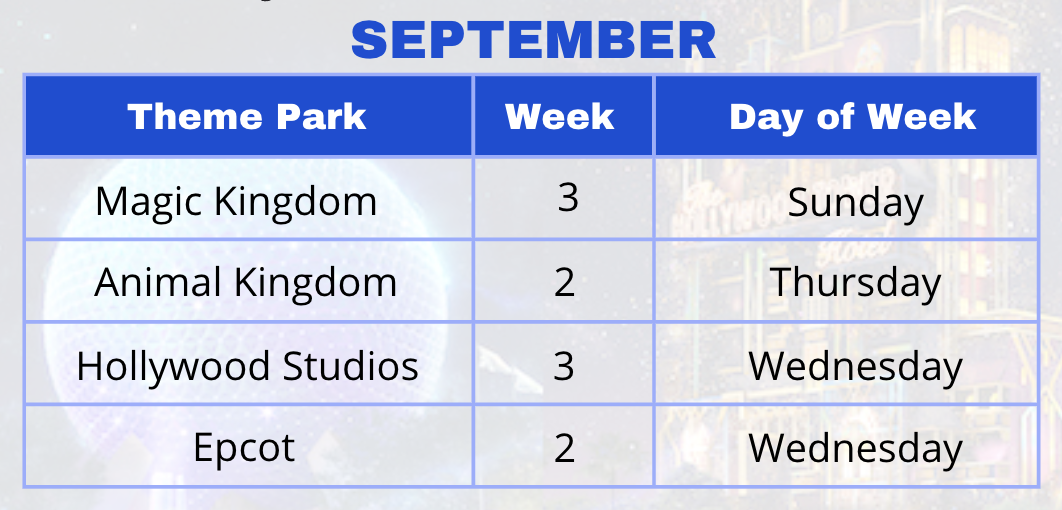 SEPTEMBER
Theme Park Week Day of Week
Magic Kingdom 3 Sunday
Animal Kingdom 2 Thursday
Hollywood Studios 3 Wednesday
Epcot 2 Wednesday